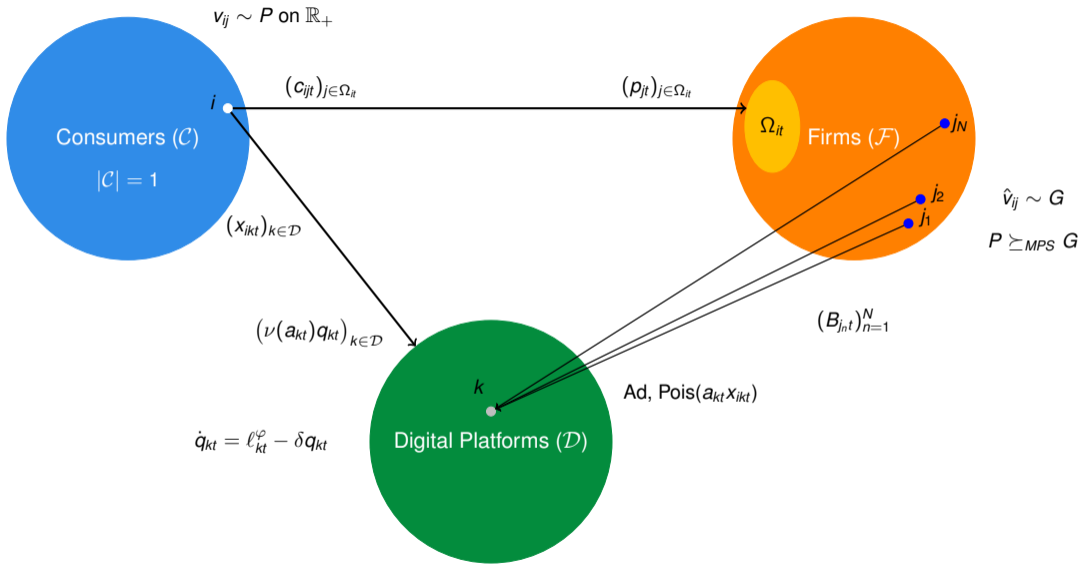 v_{ij} ∼ P on ℝ₊
(c_{ijt})_{j∈Ω_{it}}
(p_{jt})_{j∈Ω_{it}}
i
Consumers (𝒞)
|𝒞| = 1
Ω_{it}
Firms (ℱ)
j_N
j_2
j_1
v̂_{ij} ∼ G
P ⪰_{MPS} G
(x_{ikt})_{k∈𝒟}
(ν(a_{kt})q_{kt})_{k∈𝒟}
(B_{j_n t})_{n=1}^{N}
k
Ad, Pois(a_{kt}x_{ikt})
q̇_{kt} = ℓ_{kt}^{φ} − δq_{kt}
Digital Platforms (𝒟)